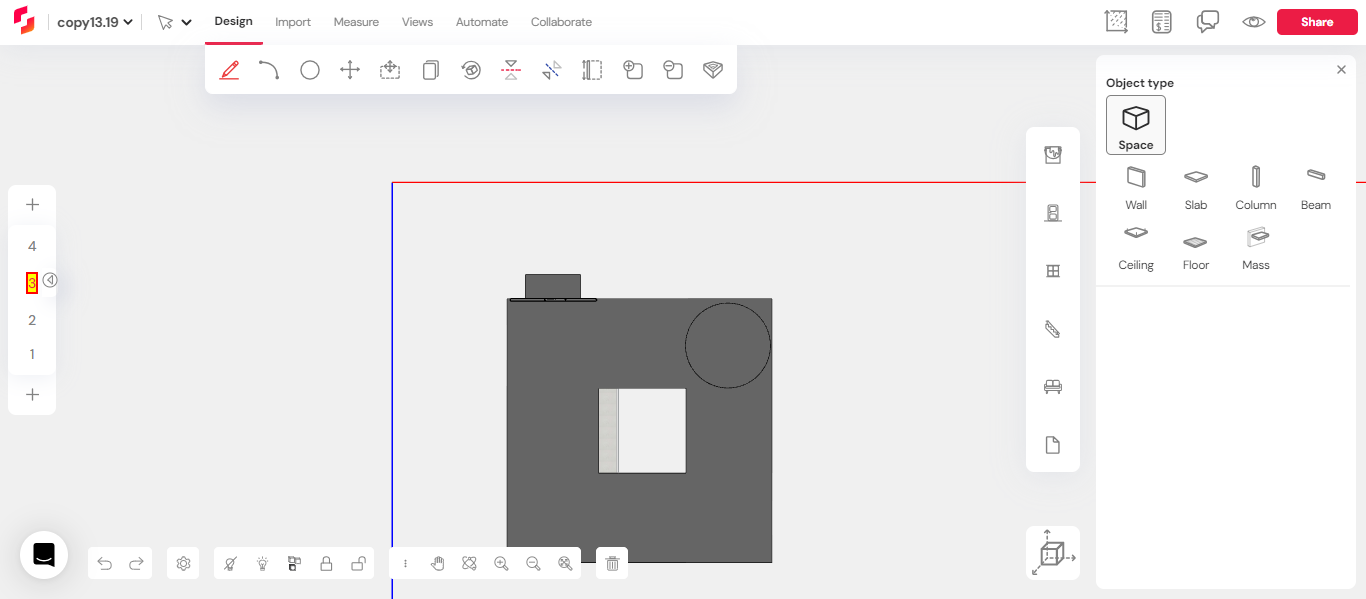 copy13.19
Design
Import
Measure
Views
Automate
Collaborate
Share
Object type
Space
Wall
Slab
Column
Beam
Ceiling
Floor
Mass
4
3
2
1